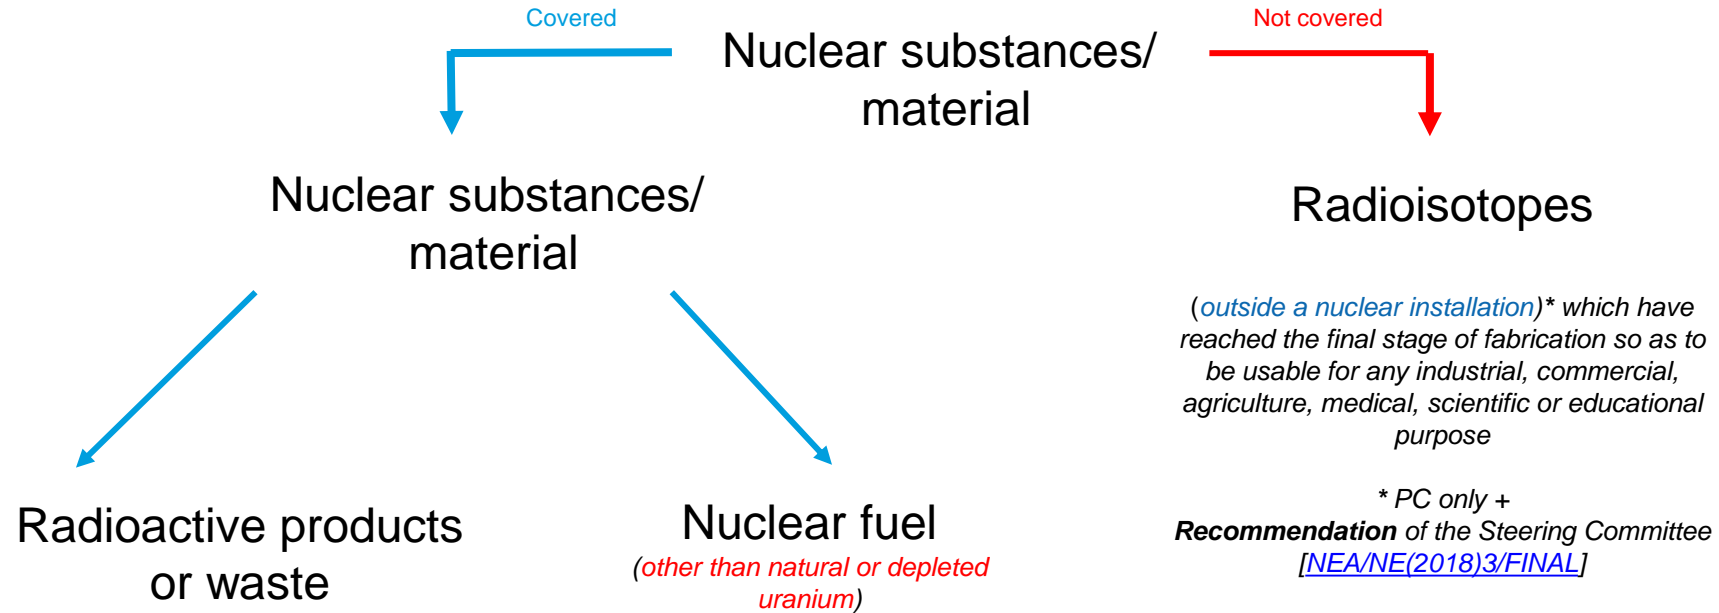 Covered
Not covered
Nuclear substances/
material
Nuclear substances/
material
Radioisotopes
(outside a nuclear installation)* which have
reached the final stage of fabrication so as to
be usable for any industrial, commercial,
agriculture, medical, scientific or educational
purpose
* PC only +
Recommendation of the Steering Committee
[NEA/NE(2018)3/FINAL]
Radioactive products
or waste
Nuclear fuel
(other than natural or depleted
uranium)